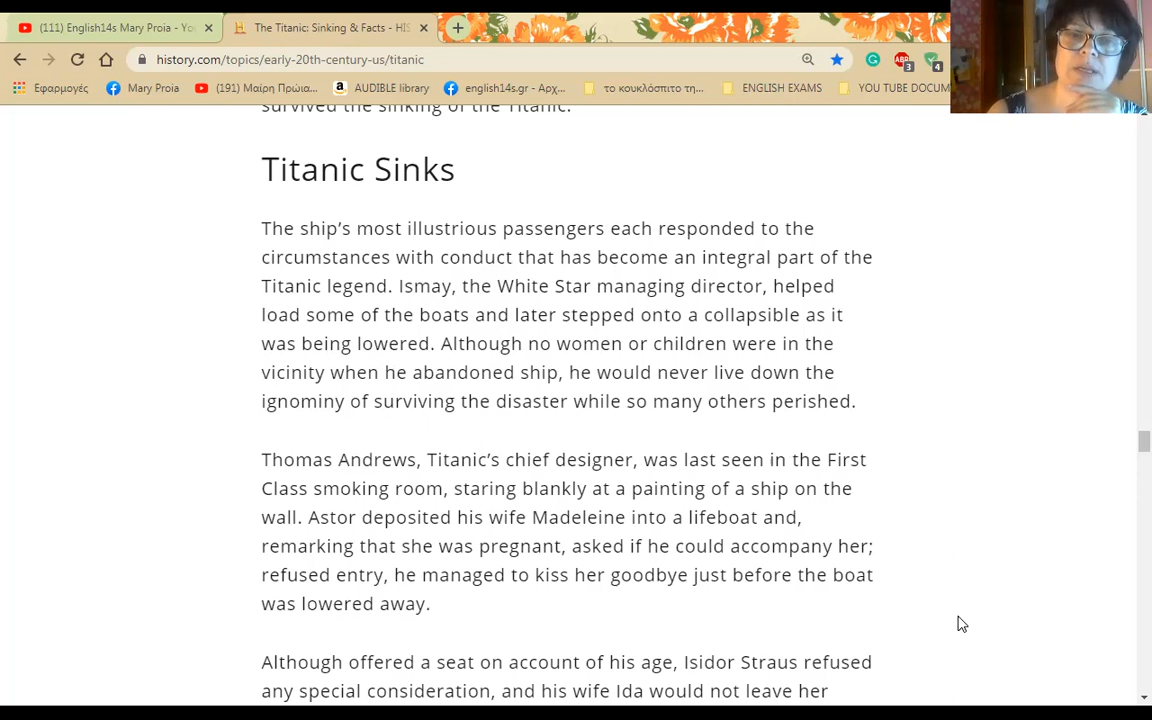 (111) English14s Mary Proia - Yo
The Titanic: Sinking & Facts - HIS
history.com/topics/early-20th-century-us/titanic
ABP
3
4
Εφαρμογές
Mary Proia
(191) Μαίρη Πρώια...
AUDIBLE library
english14s.gr - Αρχ...
το κουκλόσπιτο τη...
ENGLISH EXAMS
YOU TUBE DOCUM
survived the sinking of the Titanic.
Titanic Sinks
The ship's most illustrious passengers each responded to the
circumstances with conduct that has become an integral part of the
Titanic legend. Ismay, the White Star managing director, helped
load some of the boats and later stepped onto a collapsible as it
was being lowered. Although no women or children were in the
vicinity when he abandoned ship, he would never live down the
ignominy of surviving the disaster while so many others perished.
Thomas Andrews, Titanic's chief designer, was last seen in the First
Class smoking room, staring blankly at a painting of a ship on the
wall. Astor deposited his wife Madeleine into a lifeboat and,
remarking that she was pregnant, asked if he could accompany her;
refused entry, he managed to kiss her goodbye just before the boat
was lowered away.
Although offered a seat on account of his age, Isidor Straus refused
any special consideration, and his wife Ida would not leave her